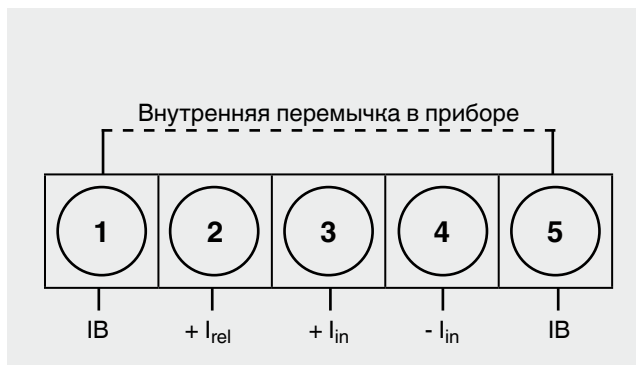 Внутренняя перемычка в приборе
1 2 3 4 5
IB + Irel + Iin - Iin IB